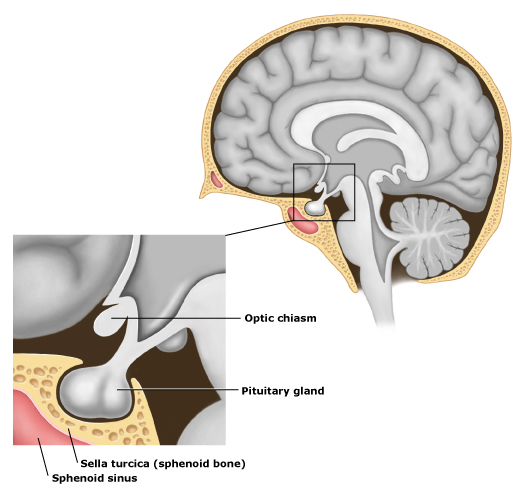 Optic chiasm
Pituitary gland
Sella turcica (sphenoid bone)
Sphenoid sinus